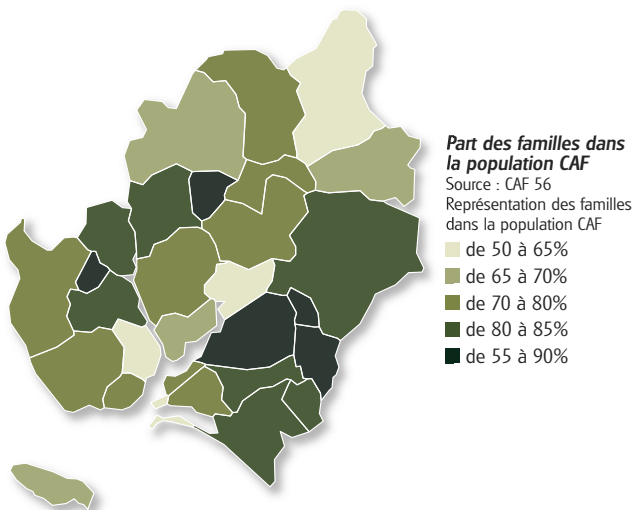 Part des familles dans
la population CAF
Source : CAF 56
Représentation des familles
dans la population CAF
de 50 à 65%
de 65 à 70%
de 70 à 80%
de 80 à 85%
de 55 à 90%